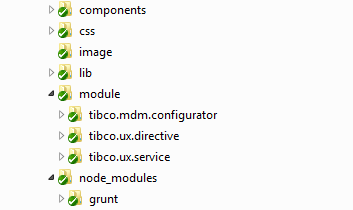 components
css
image
lib
module
tibco.mdm.configurator
tibco.ux.directive
tibco.ux.service
node_modules
grunt